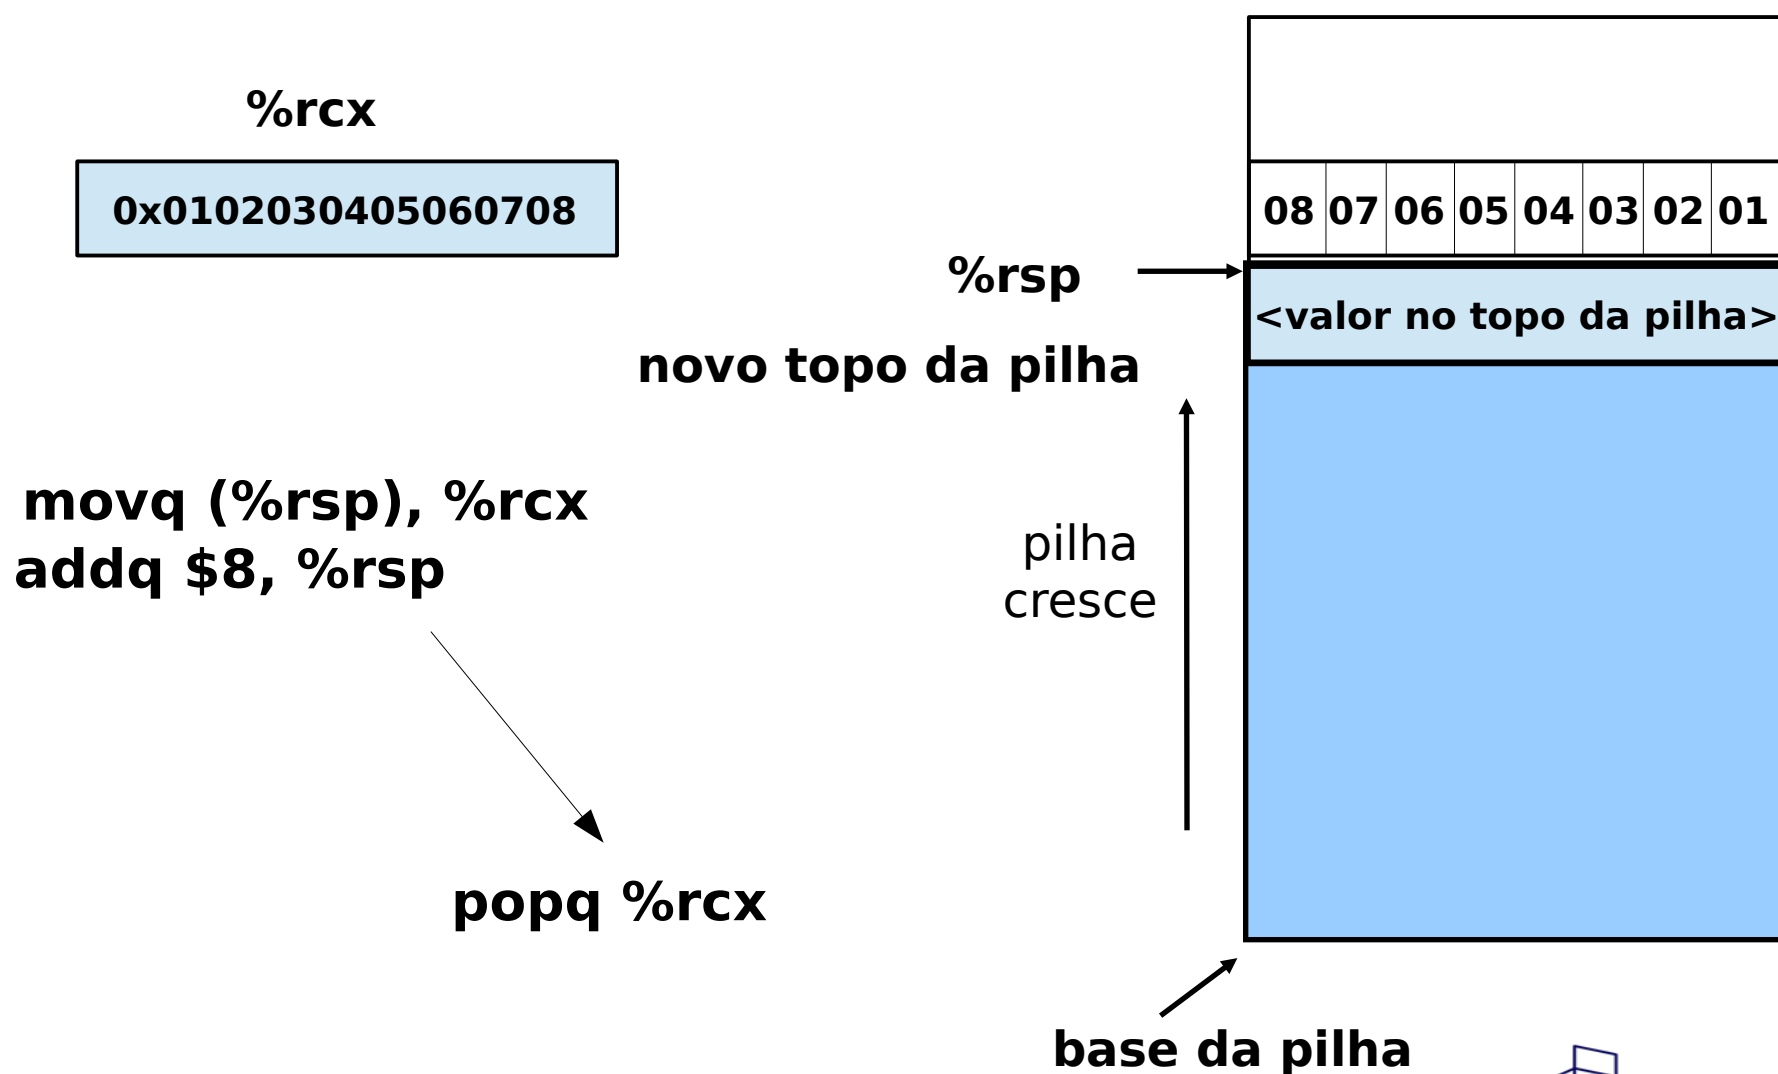 %rcx
0x0102030405060708
08 07 06 05 04 03 02 01
%rsp
<valor no topo da pilha>
novo topo da pilha
movq (%rsp), %rcx
addq $8, %rsp
pilha
cresce
popq %rcx
base da pilha